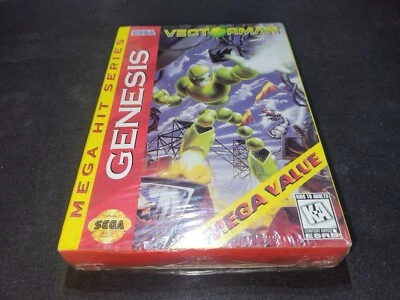 MEGA HIT SERIES
GENESIS
SEGA
VECTORMAN
MEGA VALUE
KIDS TO ADULTS
K-A
ESRB
SEGA